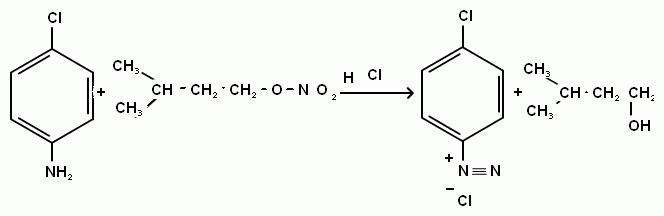 Cl
+ CH3 CH-CH2-CH2-O-N O2 H Cl
CH3
NH2
Cl
+ CH3 CH-CH2 CH2
CH3 OH
+
N≡N
− Cl